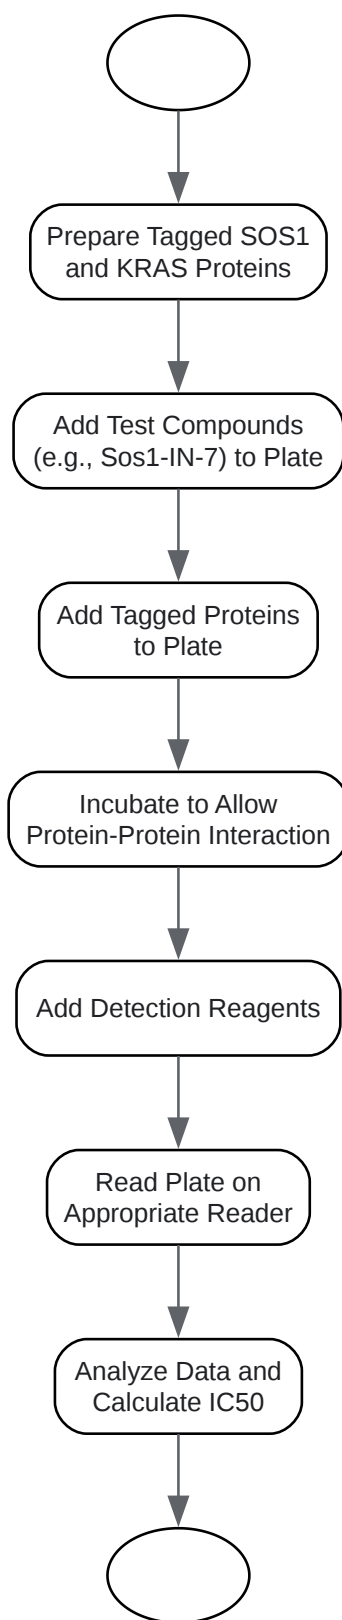 Prepare Tagged SOS1
and KRAS Proteins
Add Test Compounds
(e.g., Sos1-IN-7) to Plate
Add Tagged Proteins
to Plate
Incubate to Allow
Protein-Protein Interaction
Add Detection Reagents
Read Plate on
Appropriate Reader
Analyze Data and
Calculate IC50